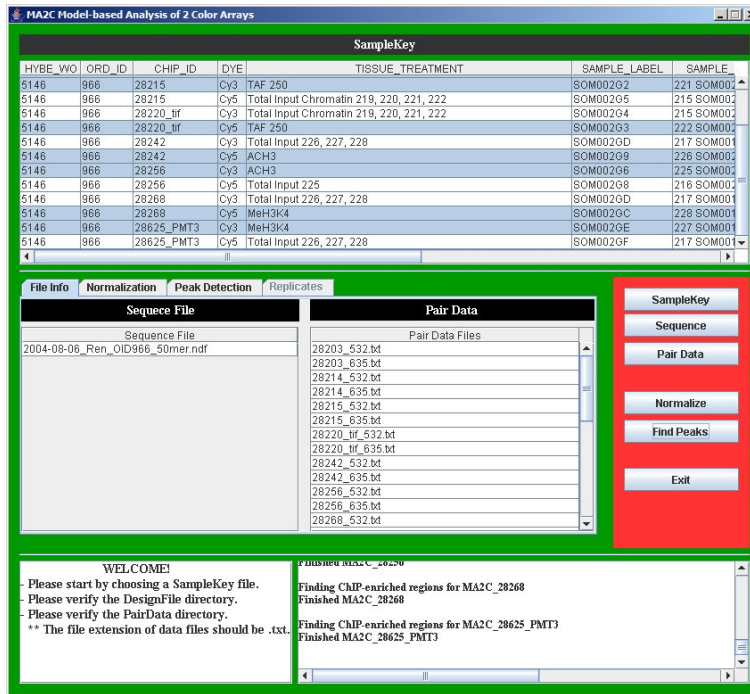 MA2C Model-based Analysis of 2 Color Arrays
SampleKey
HYBE_WO ORD_ID CHIP_ID DYE TISSUE_TREATMENT SAMPLE_LABEL SAMPLE_
5146 966 28215 Cy3 TAF 250 SOM002G2 221 SOM002
5146 966 28215 Cy5 Total Input Chromatin 219, 220, 221, 222 SOM002G5 215 SOM002
5146 966 28220_tif Cy3 Total Input Chromatin 219, 220, 221, 222 SOM002G4 215 SOM002
5146 966 28220_tif Cy5 TAF 250 SOM002G3 222 SOM002
5146 966 28242 Cy3 Total Input 226, 227, 228 SOM002GD 217 SOM001
5146 966 28242 Cy5 ACH3 SOM002G9 226 SOM002
5146 966 28256 Cy3 ACH3 SOM002G6 225 SOM002
5146 966 28256 Cy5 Total Input 225 SOM002G8 216 SOM002
5146 966 28268 Cy3 Total Input 226, 227, 228 SOM002GD 217 SOM001
5146 966 28268 Cy5 MeH3K4 SOM002GC 228 SOM001
5146 966 28625_PMT3 Cy3 MeH3K4 SOM002GE 227 SOM001
5146 966 28625_PMT3 Cy5 Total Input 226, 227, 228 SOM002GF 217 SOM001
File Info Normalization Peak Detection Replicates
Sequece File
Sequence File
2004-08-06_Ren_OID966_50mer.ndf
Pair Data
Pair Data Files
28203_532.txt
28203_635.txt
28214_532.txt
28214_635.txt
28215_532.txt
28215_635.txt
28220_tif_532.txt
28220_tif_635.txt
28242_532.txt
28242_635.txt
28256_532.txt
28256_635.txt
28268_532.txt
SampleKey
Sequence
Pair Data
Normalize
Find Peaks
Exit
WELCOME!
- Please start by choosing a SampleKey file.
- Please verify the DesignFile directory.
- Please verify the PairData directory.
** The file extension of data files should be .txt.
Finished MA2C_28256
Finding ChIP-enriched regions for MA2C_28268
Finished MA2C_28268
Finding ChIP-enriched regions for MA2C_28625_PMT3
Finished MA2C_28625_PMT3